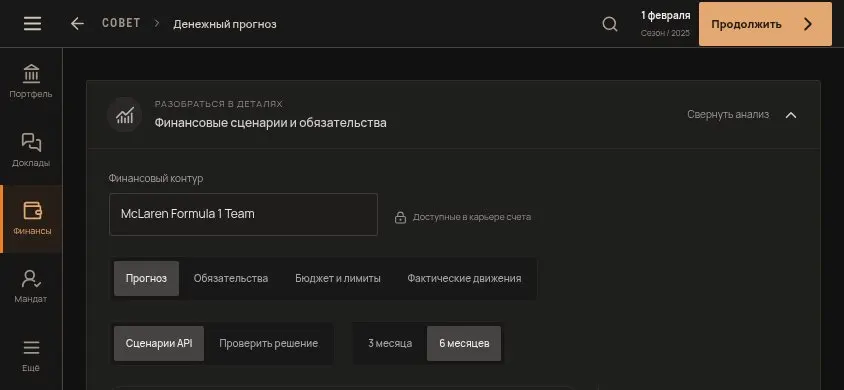 СОВЕТ
Денежный прогноз
1 февраля
Сезон / 2025
Продолжить
Портфель
Доклады
Финансы
Мандат
Ещё
РАЗОБРАТЬСЯ В ДЕТАЛЯХ
Финансовые сценарии и обязательства
Свернуть анализ
Финансовый контур
McLaren Formula 1 Team
Доступные в карьере счета
Прогноз
Обязательства
Бюджет и лимиты
Фактические движения
Сценарии API
Проверить решение
3 месяца
6 месяцев